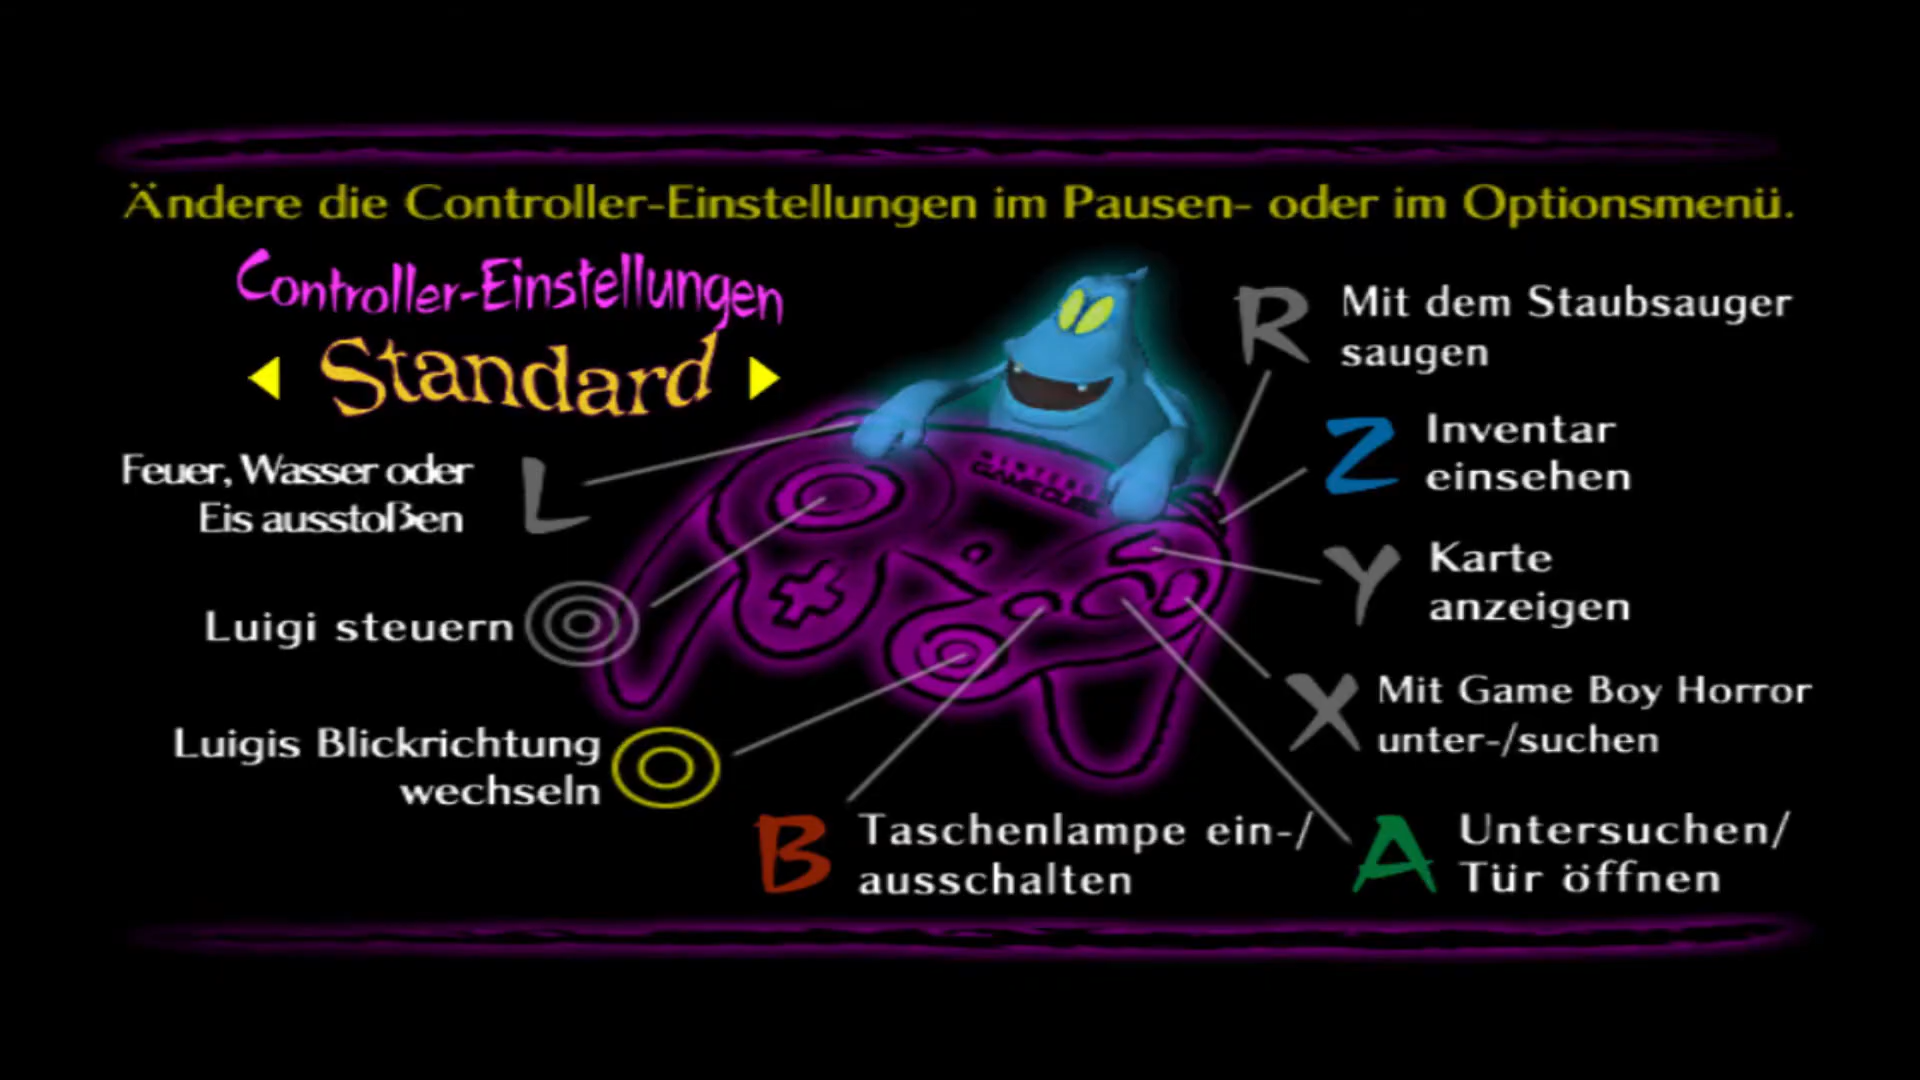 Ändere die Controller-Einstellungen im Pausen- oder im Optionsmenü.
Controller-Einstellungen
Standard
Feuer, Wasser oder
Eis ausstoßen
L
Luigi steuern
Luigis Blickrichtung
wechseln
NINTENDO
GAMECUBE
R
Mit dem Staubsauger
saugen
Z
Inventar
einsehen
Y
Karte
anzeigen
X
Mit Game Boy Horror
unter-/suchen
B
Taschenlampe ein-/
ausschalten
A
Untersuchen/
Tür öffnen